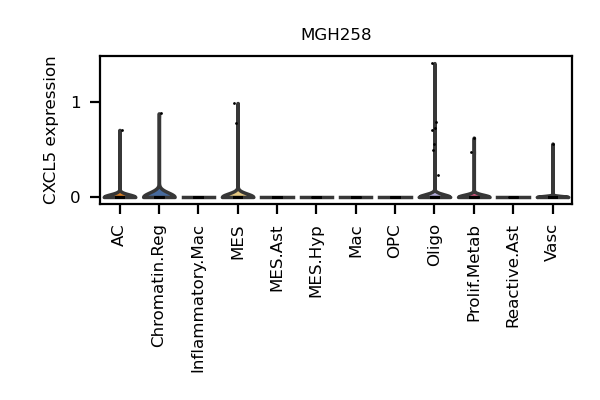 MGH258
CXCL5 expression
1
0
AC
Chromatin.Reg
Inflammatory.Mac
MES
MES.Ast
MES.Hyp
Mac
OPC
Oligo
Prolif.Metab
Reactive.Ast
Vasc